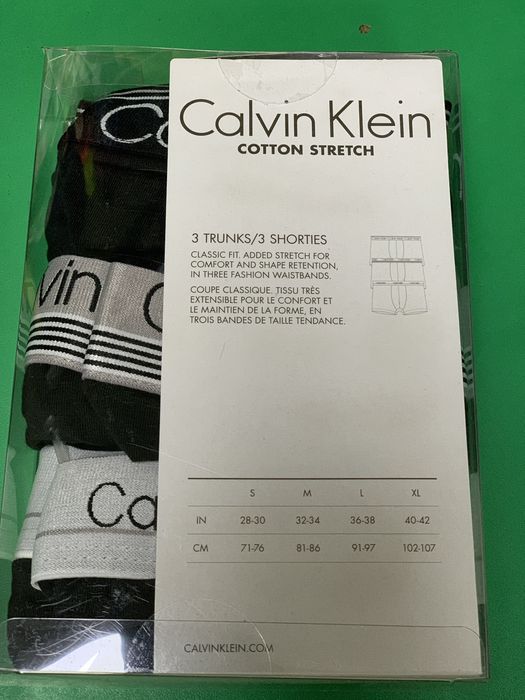 Calvin Klein
COTTON STRETCH
3 TRUNKS/3 SHORTIES
CLASSIC FIT. ADDED STRETCH FOR
COMFORT AND SHAPE RETENTION,
IN THREE FASHION WAISTBANDS.
COUPE CLASSIQUE. TISSU TRÈS
EXTENSIBLE POUR LE CONFORT ET
LE MAINTIEN DE LA FORME, EN
TROIS BANDES DE TAILLE TENDANCE.
S M L XL
IN 28-30 32-34 36-38 40-42
CM 71-76 81-86 91-97 102-107
CALVINKLEIN.COM
Ca
lvin C
Ca